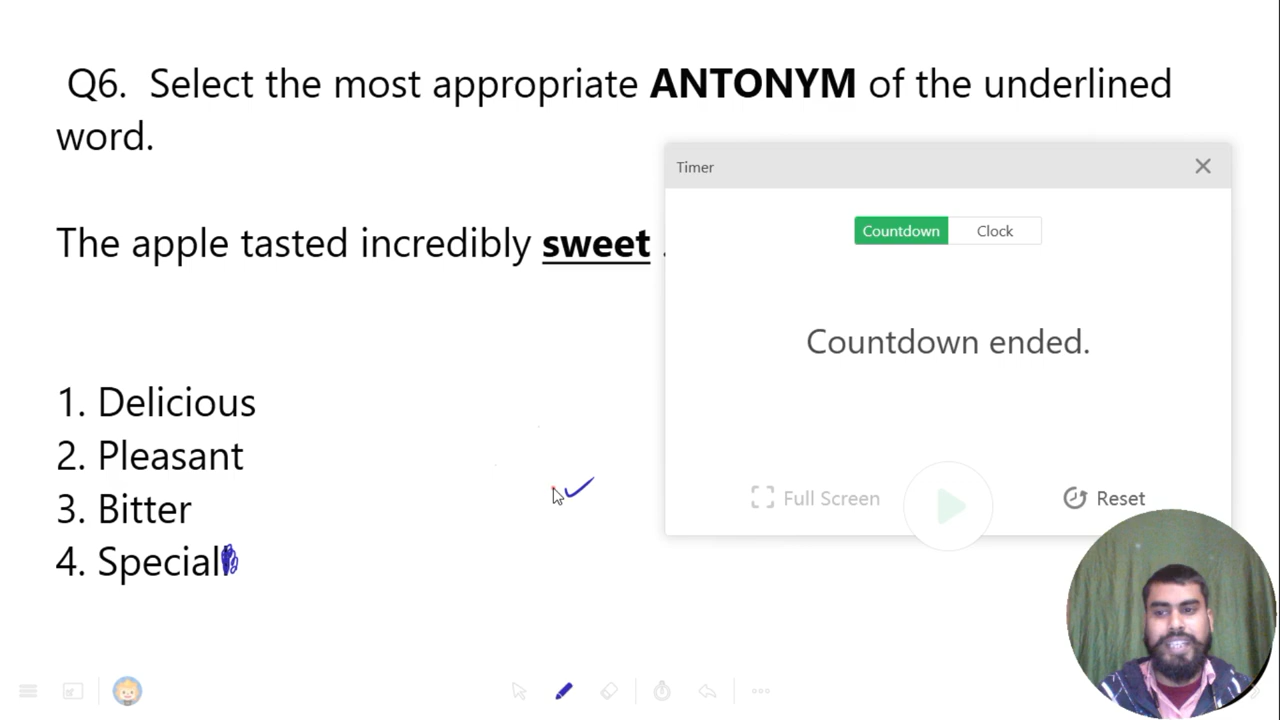 Q6. Select the most appropriate ANTONYM of the underlined
word.
Timer
Countdown Clock
The apple tasted incredibly sweet .
Countdown ended.
1. Delicious
2. Pleasant
3. Bitter
4. Special
Full Screen
Reset